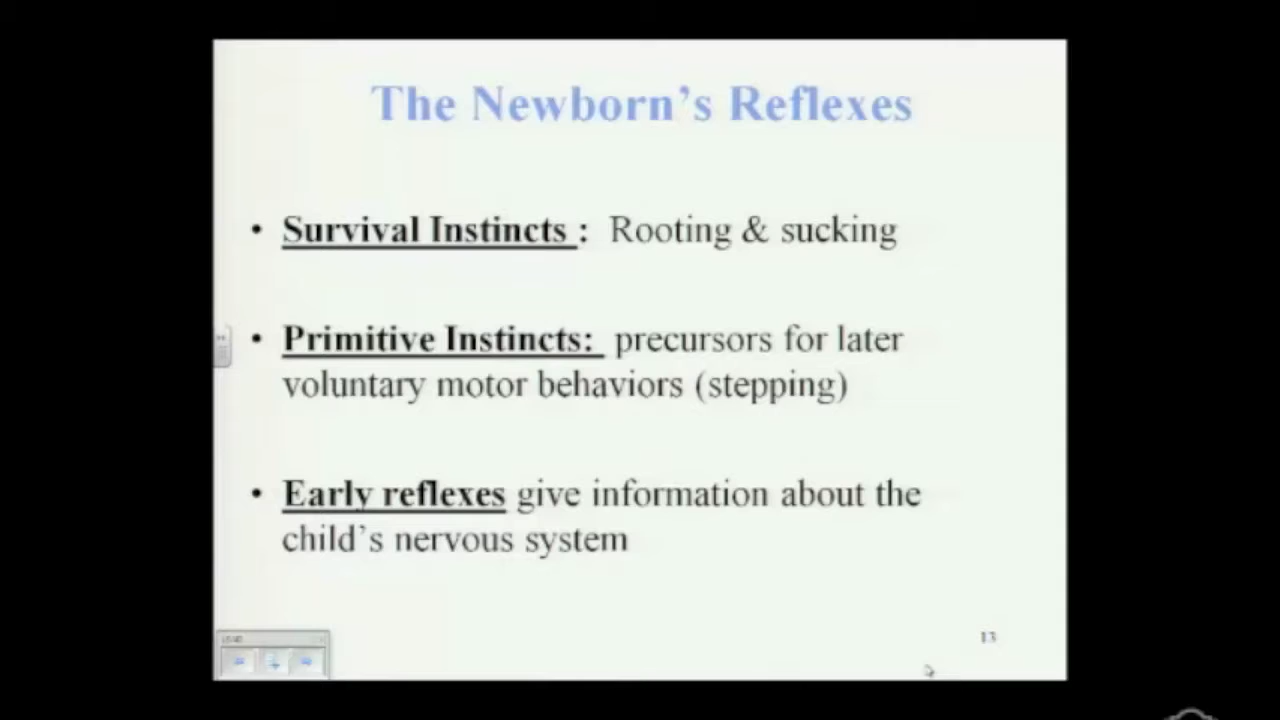 The Newborn's Reflexes
• Survival Instincts : Rooting & sucking
• Primitive Instincts: precursors for later
voluntary motor behaviors (stepping)
• Early reflexes give information about the
child's nervous system
13